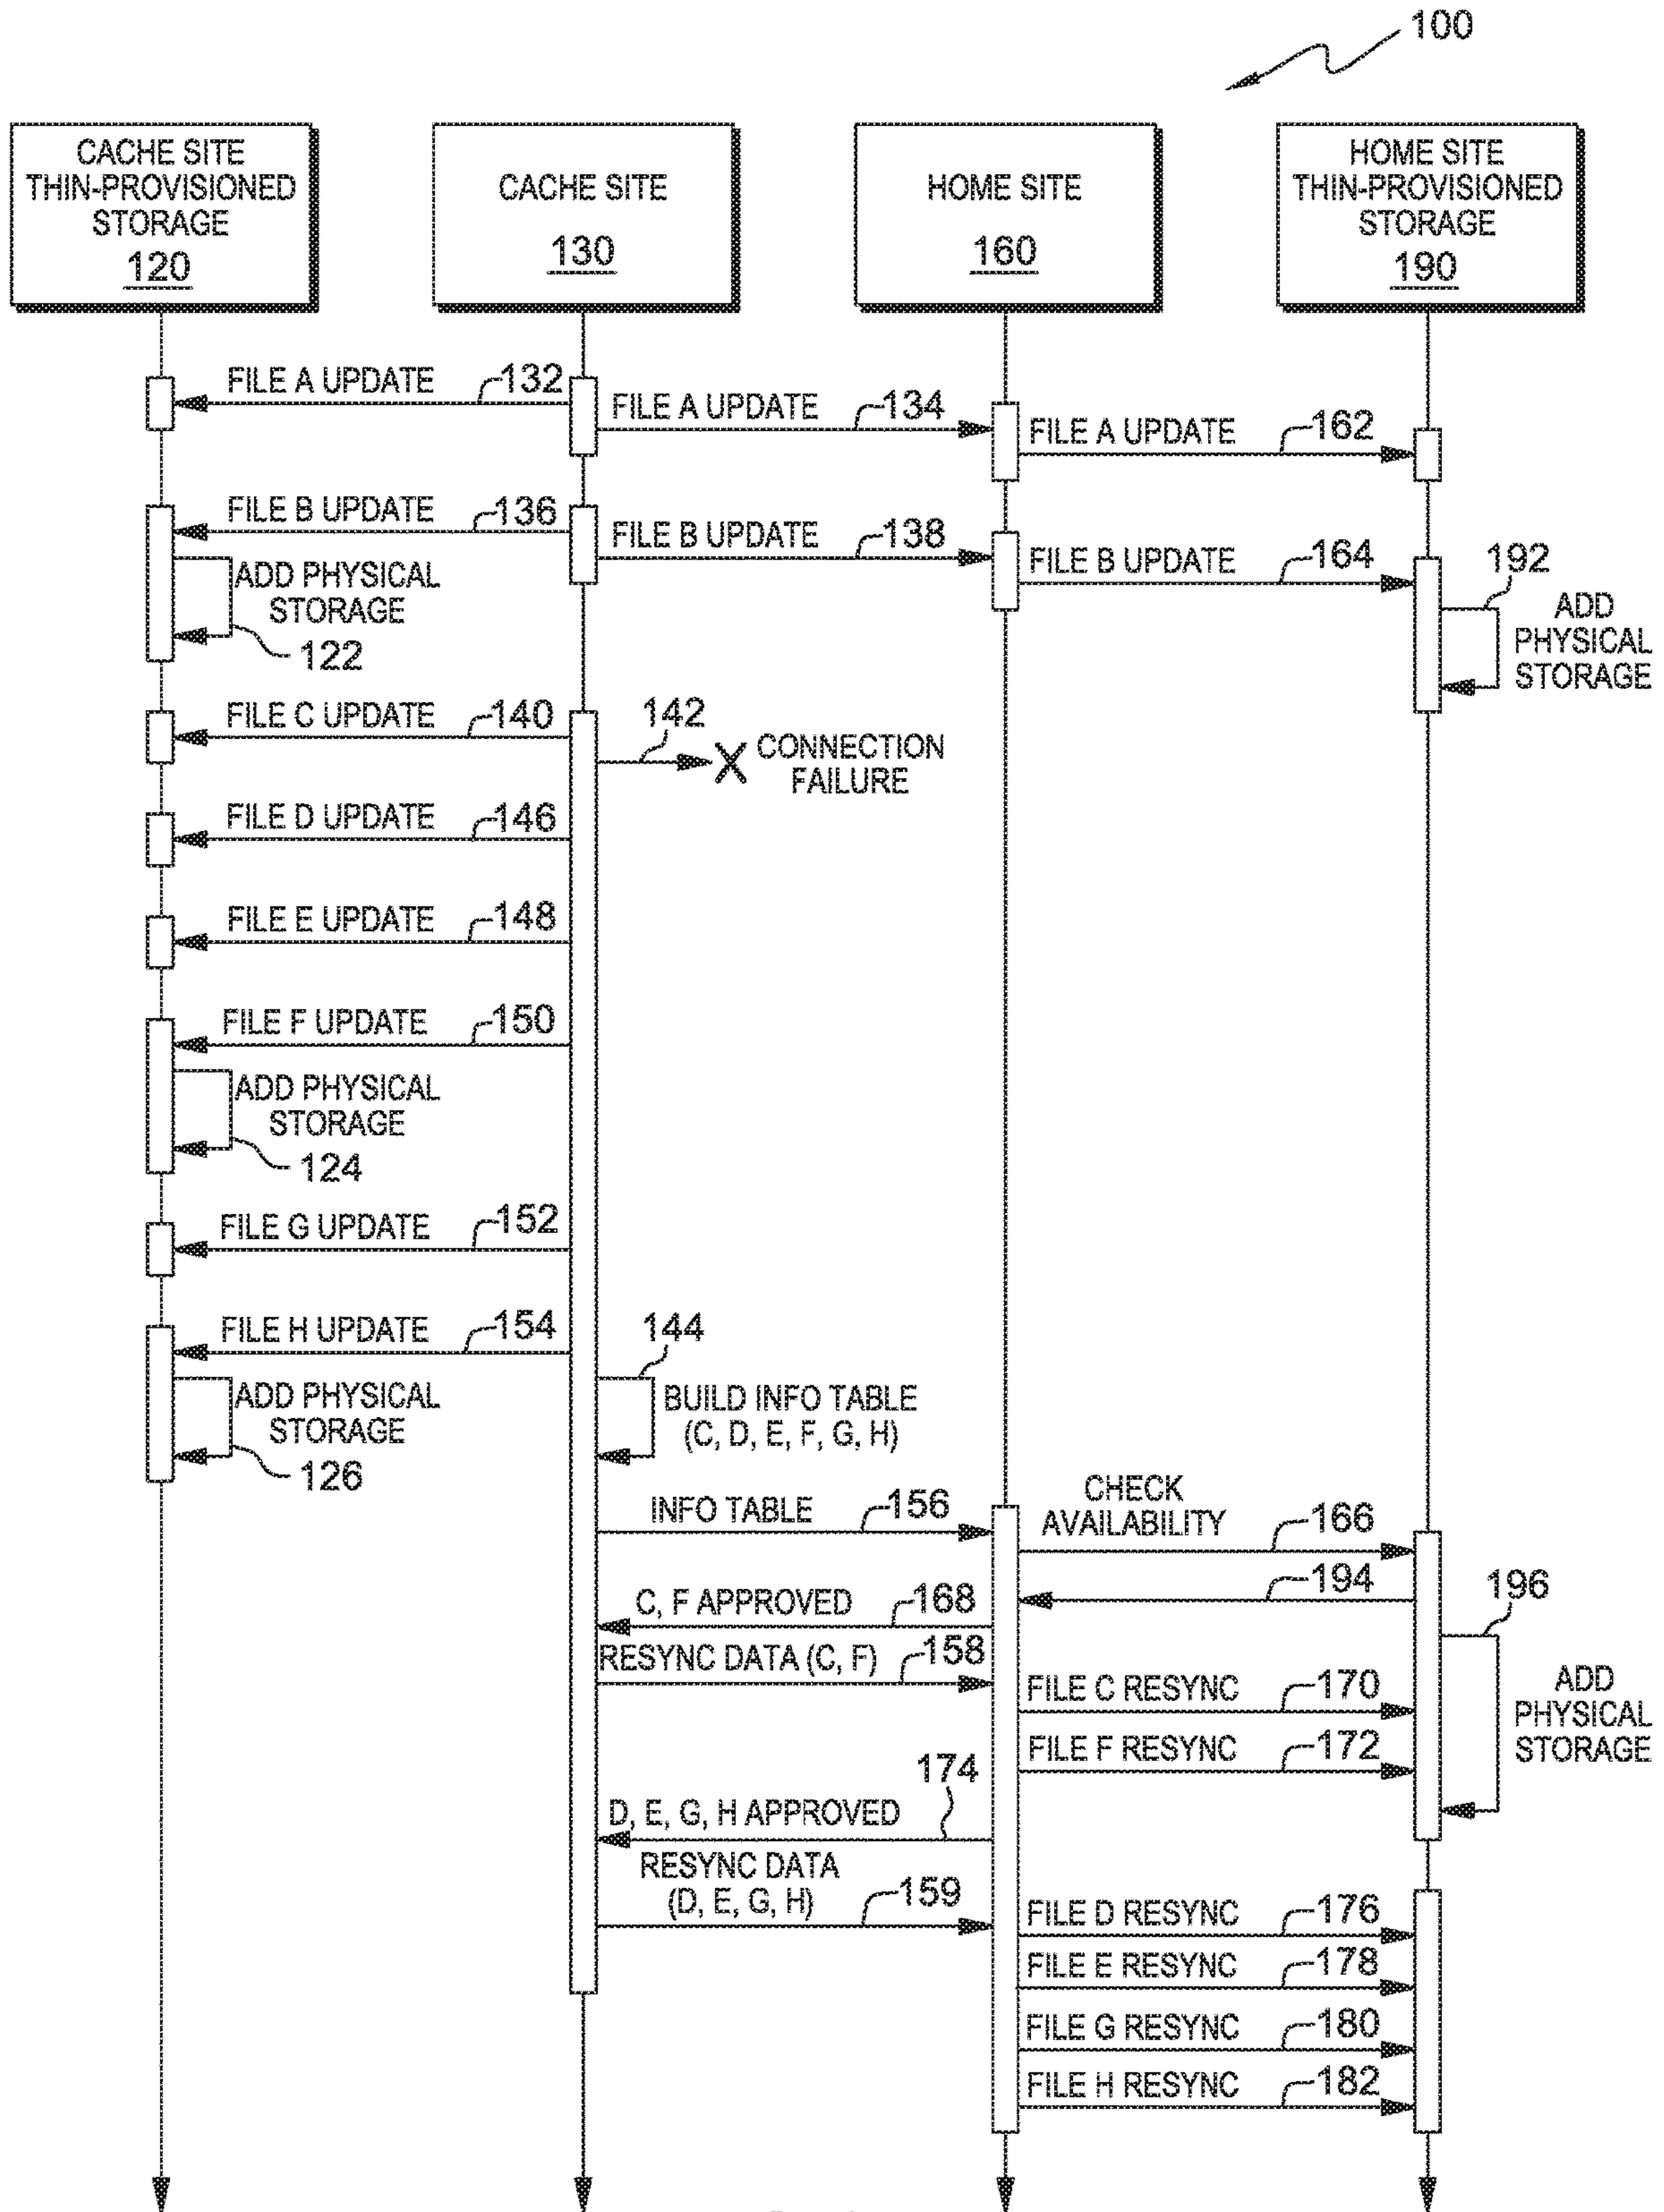 100
CACHE SITE
THIN-PROVISIONED
STORAGE
120
CACHE SITE
130
HOME SITE
160
HOME SITE
THIN-PROVISIONED
STORAGE
190
FILE A UPDATE 132
FILE A UPDATE 134
FILE A UPDATE 162
FILE B UPDATE 136
FILE B UPDATE 138
FILE B UPDATE 164
192
ADD PHYSICAL
STORAGE
122
ADD
PHYSICAL
STORAGE
FILE C UPDATE 140
142
CONNECTION
FAILURE
FILE D UPDATE 146
FILE E UPDATE 148
FILE F UPDATE 150
ADD PHYSICAL
STORAGE
124
FILE G UPDATE 152
FILE H UPDATE 154
144
ADD PHYSICAL
STORAGE
126
BUILD INFO TABLE
(C, D, E, F, G, H)
INFO TABLE 156
CHECK
AVAILABILITY 166
194
196
C, F APPROVED 168
RESYNC DATA (C, F) 158
FILE C RESYNC 170
FILE F RESYNC 172
ADD
PHYSICAL
STORAGE
174
D, E, G, H APPROVED
RESYNC DATA
(D, E, G, H) 159
FILE D RESYNC 176
FILE E RESYNC 178
FILE G RESYNC 180
FILE H RESYNC 182